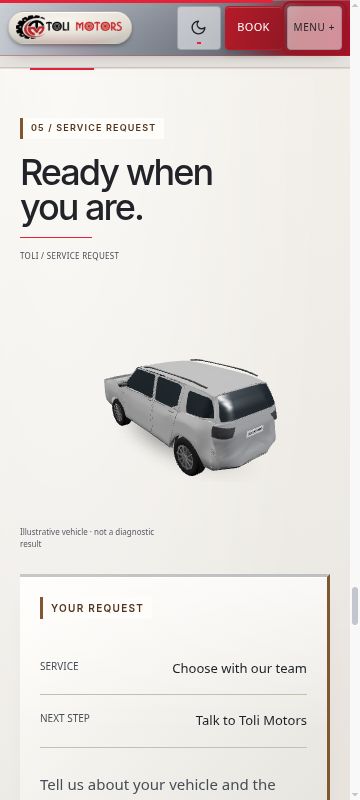 TOLI MOTORS
BOOK
MENU +
05 / SERVICE REQUEST
Ready when
you are.
TOLI / SERVICE REQUEST
Illustrative vehicle · not a diagnostic
result
YOUR REQUEST
SERVICE
Choose with our team
NEXT STEP
Talk to Toli Motors
Tell us about your vehicle and the